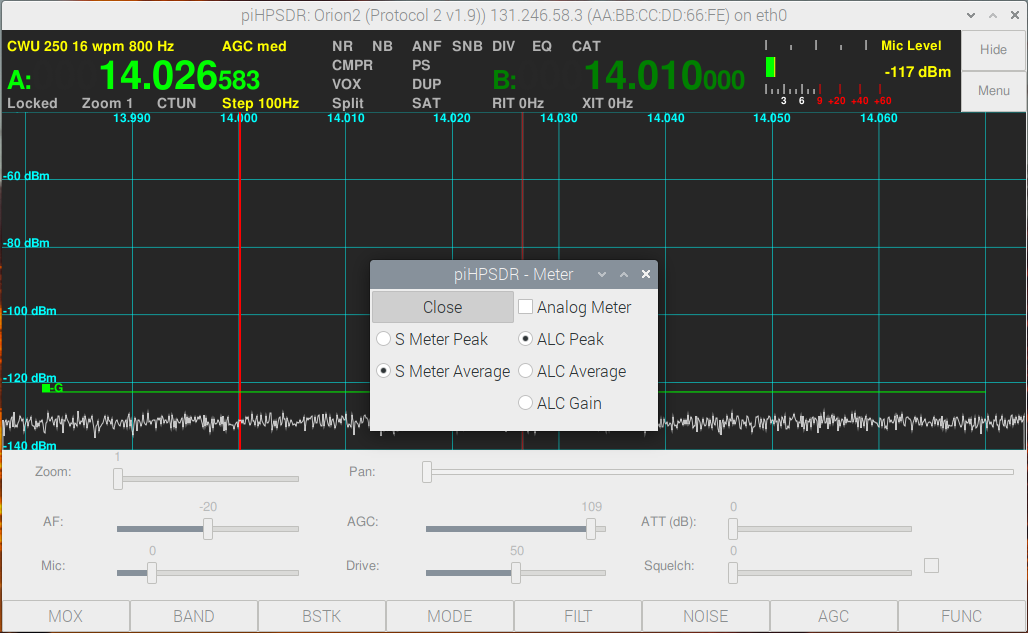 piHPSDR: Orion2 (Protocol 2 v1.9)) 131.246.58.3 (AA:BB:CC:DD:66:FE) on eth0
CWU 250 16 wpm 800 Hz AGC med NR NB ANF SNB DIV EQ CAT Mic Level Hide
CMPR PS
A: 14.026583 VOX DUP B: 14.010000 -117 dBm
Menu
Locked Zoom 1 CTUN Step 100Hz Split SAT RIT 0Hz XIT 0Hz 3 6 9 +20 +40 +60
13.990 14.000 14.010 14.020 14.030 14.040 14.050 14.060
-60 dBm
-80 dBm
piHPSDR - Meter
Close Analog Meter
-100 dBm
S Meter Peak ALC Peak
S Meter Average ALC Average
-120 dBm
-G
ALC Gain
-140 dBm
Zoom: 1 Pan:
AF: -20 AGC: 109 ATT (dB): 0
Mic: 0 Drive: 50 Squelch: 0
MOX BAND BSTK MODE FILT NOISE AGC FUNC